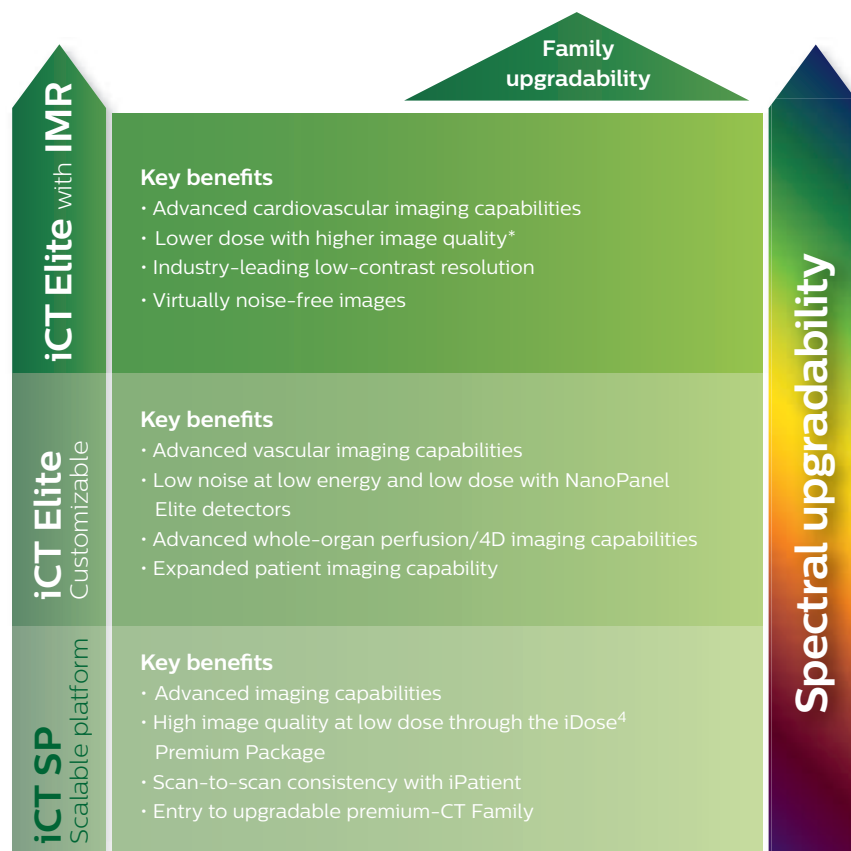 Family
upgradability
iCT Elite with IMR
Key benefits
· Advanced cardiovascular imaging capabilities
· Lower dose with higher image quality*
· Industry-leading low-contrast resolution
· Virtually noise-free images
iCT Elite
Customizable
Key benefits
· Advanced vascular imaging capabilities
· Low noise at low energy and low dose with NanoPanel
Elite detectors
· Advanced whole-organ perfusion/4D imaging capabilities
· Expanded patient imaging capability
iCT SP
Scalable platform
Key benefits
· Advanced imaging capabilities
· High image quality at low dose through the iDose⁴
Premium Package
· Scan-to-scan consistency with iPatient
· Entry to upgradable premium-CT Family
Spectral upgradability